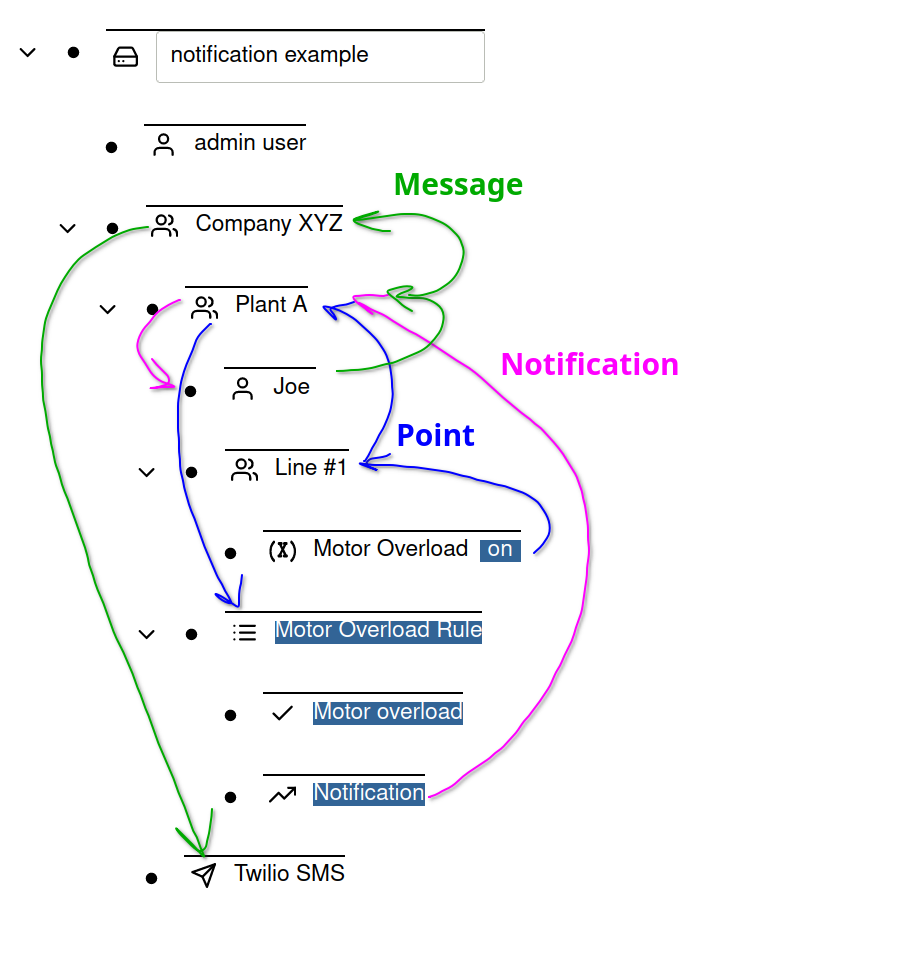 notification example
admin user
Message
Company XYZ
Plant A
Notification
Joe
Point
Line #1
Motor Overload on
Motor Overload Rule
Motor overload
Notification
Twilio SMS